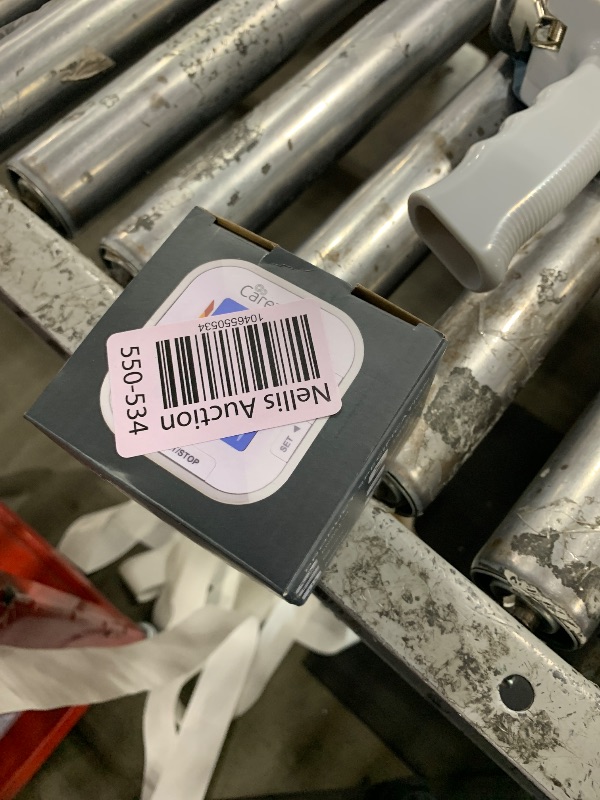 Care
1046550534
Nellis Auction
550-534
T/STOP
SET